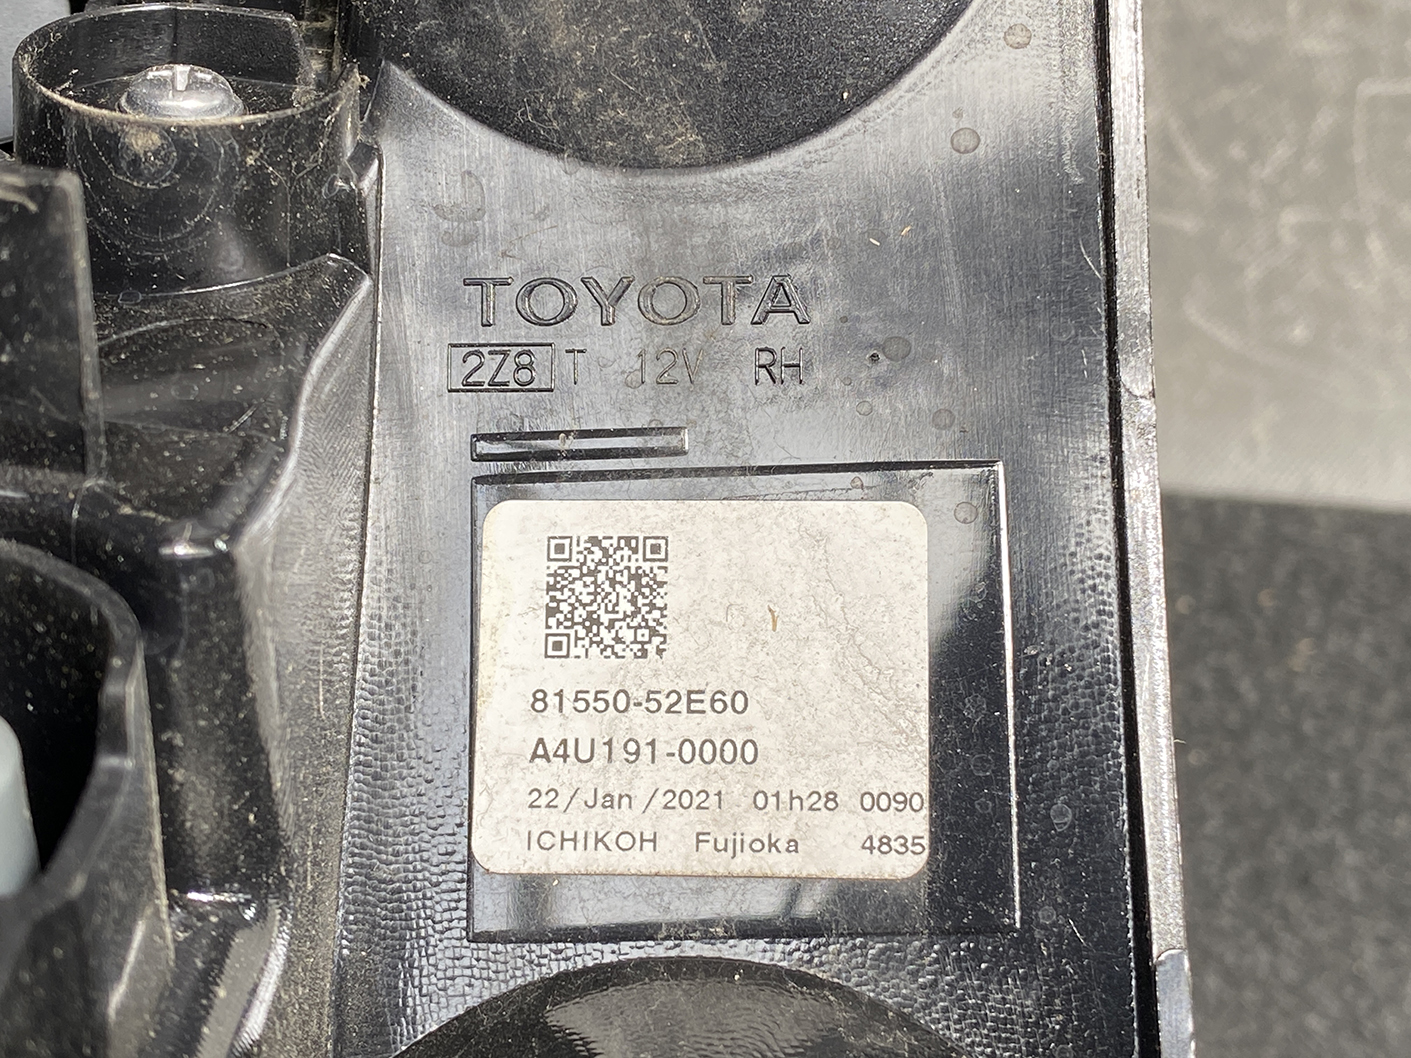 TOYOTA
2Z8 T 12V RH
81550-52E60
A4U191-0000
22/Jan/2021 01h28 0090
ICHIKOH Fujioka 4835